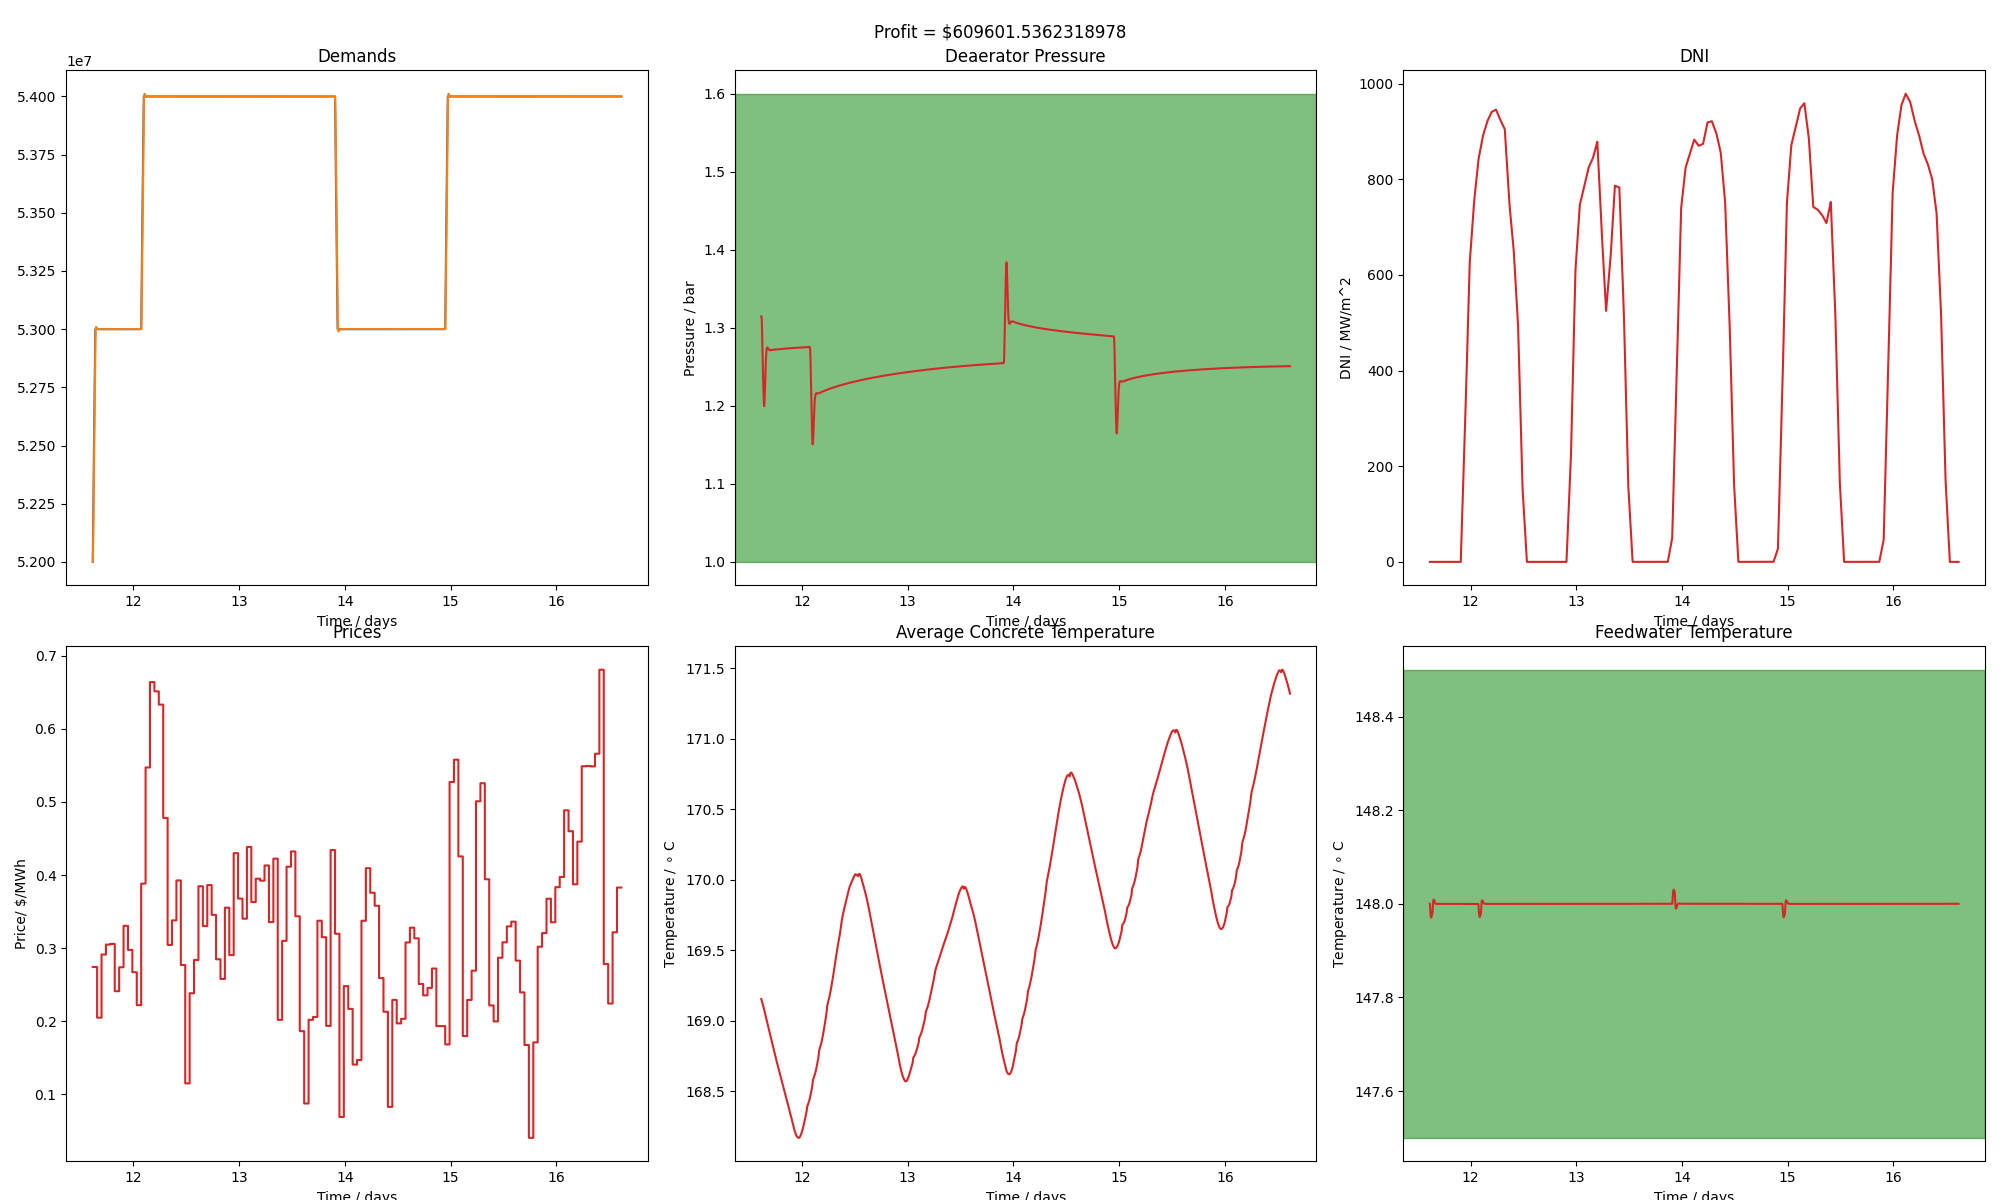 Profit = $609601.5362318978
Demands
1e7
5.400
5.375
5.350
5.325
5.300
5.275
5.250
5.225
5.200
12 13 14 15 16
Time / days
Deaerator Pressure
Pressure / bar
1.6
1.5
1.4
1.3
1.2
1.1
1.0
12 13 14 15 16
Time / days
DNI
DNI / MW/m^2
1000
800
600
400
200
0
12 13 14 15 16
Time / days
Prices
Price/ $/MWh
0.7
0.6
0.5
0.4
0.3
0.2
0.1
12 13 14 15 16
Time / days
Average Concrete Temperature
Temperature / ∘ C
171.5
171.0
170.5
170.0
169.5
169.0
168.5
12 13 14 15 16
Time / days
Feedwater Temperature
Temperature / ∘ C
148.4
148.2
148.0
147.8
147.6
12 13 14 15 16
Time / days